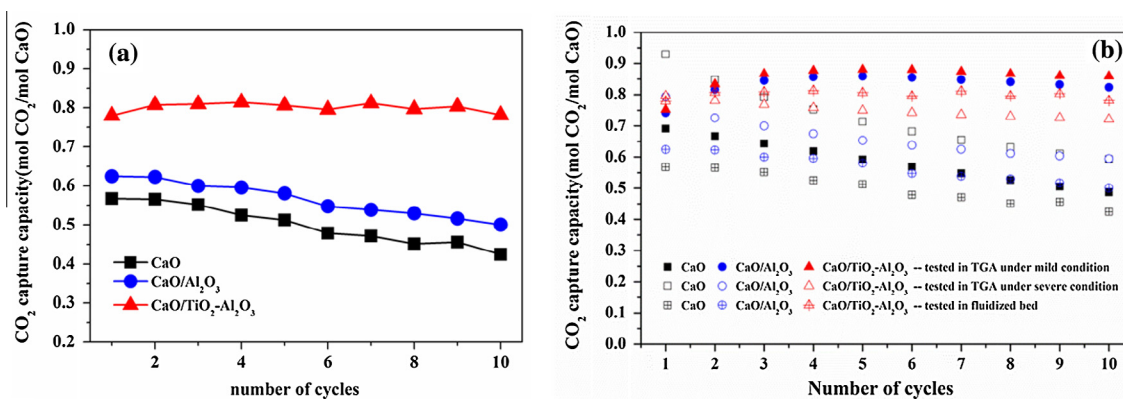 CO₂ capture capacity(mol CO₂/mol CaO)
1.0
0.9
0.8
0.7
0.6
0.5
0.4
0.3
0.2
(a)
CaO
CaO/Al₂O₃
CaO/TiO₂-Al₂O₃
2 4 6 8 10
number of cycles
CO₂ capture capacity(mol CO₂/mol CaO)
1.0
0.9
0.8
0.7
0.6
0.5
0.4
0.3
0.2
0.1
0.0
(b)
CaO CaO/Al₂O₃ CaO/TiO₂-Al₂O₃ -- tested in TGA under mild condition
CaO CaO/Al₂O₃ CaO/TiO₂-Al₂O₃ -- tested in TGA under severe condition
CaO CaO/Al₂O₃ CaO/TiO₂-Al₂O₃ -- tested in fluidized bed
1 2 3 4 5 6 7 8 9 10
Number of cycles